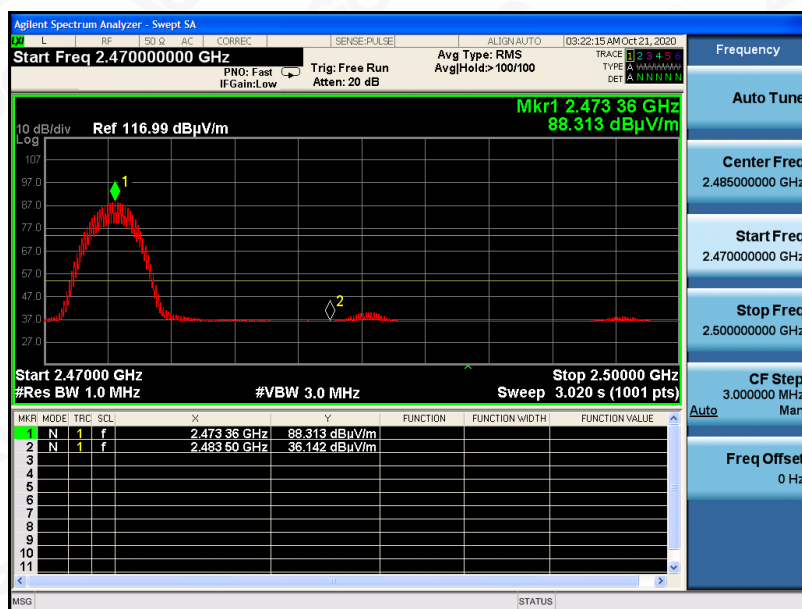 Agilent Spectrum Analyzer - Swept SA
LXI L RF 50 Ω AC CORREC SENSE:PULSE ALIGN AUTO 03:22:15 AM Oct 21, 2020
Start Freq 2.470000000 GHz
PNO: Fast
IFGain:Low
Trig: Free Run
Atten: 20 dB
Avg Type: RMS
Avg|Hold:>100/100
TRACE 1 2 3 4 5 6
TYPE A WWWWW
DET A N N N N N
Mkr1 2.473 36 GHz
88.313 dBµV/m
10 dB/div Ref 116.99 dBµV/m
Log
107
97.0
87.0
77.0
67.0
57.0
47.0
37.0
27.0
1
2
Start 2.47000 GHz Stop 2.50000 GHz
#Res BW 1.0 MHz #VBW 3.0 MHz Sweep 3.020 s (1001 pts)
MKR MODE TRC SCL X Y FUNCTION FUNCTION WIDTH FUNCTION VALUE
1 N 1 f 2.473 36 GHz 88.313 dBµV/m
2 N 1 f 2.483 50 GHz 36.142 dBµV/m
3
4
5
6
7
8
9
10
11
MSG STATUS
Frequency
Auto Tune
Center Freq
2.485000000 GHz
Start Freq
2.470000000 GHz
Stop Freq
2.500000000 GHz
CF Step
3.000000 MHz
Auto Man
Freq Offset
0 Hz